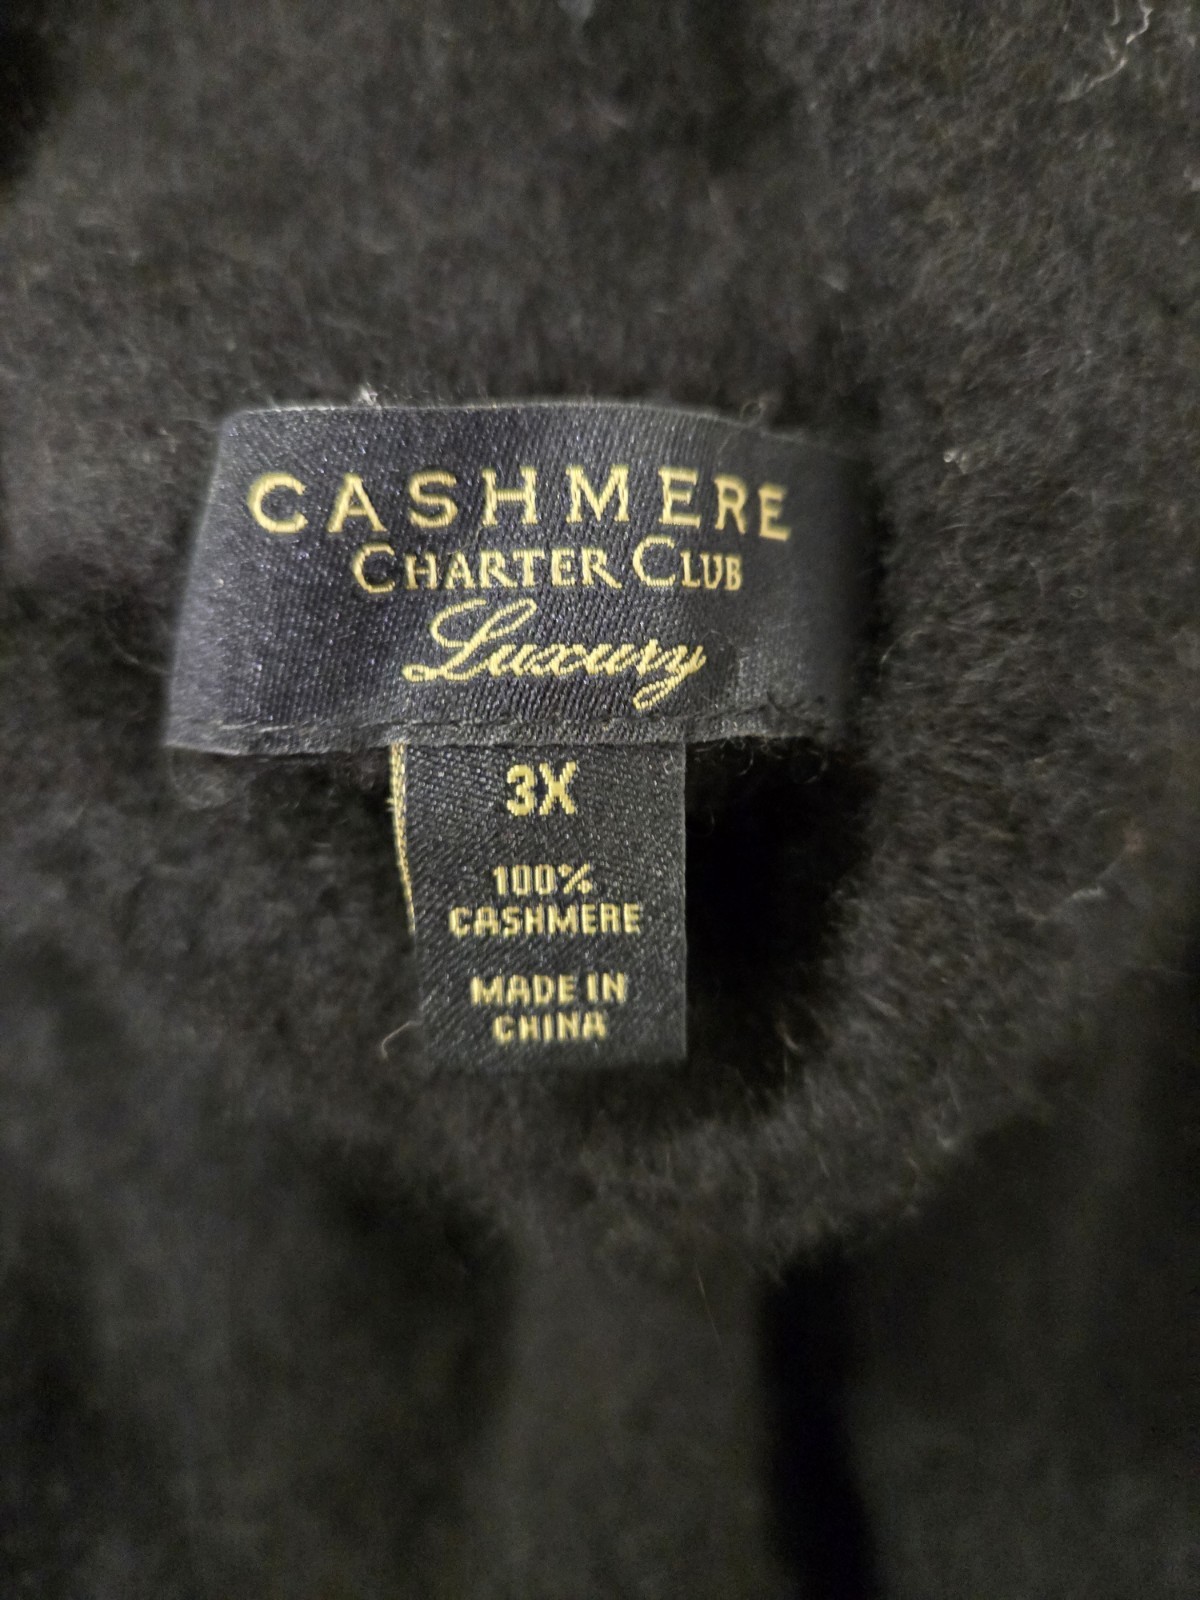 CASHMERE
CHARTER CLUB
Luxury
3X
100%
CASHMERE
MADE IN
CHINA